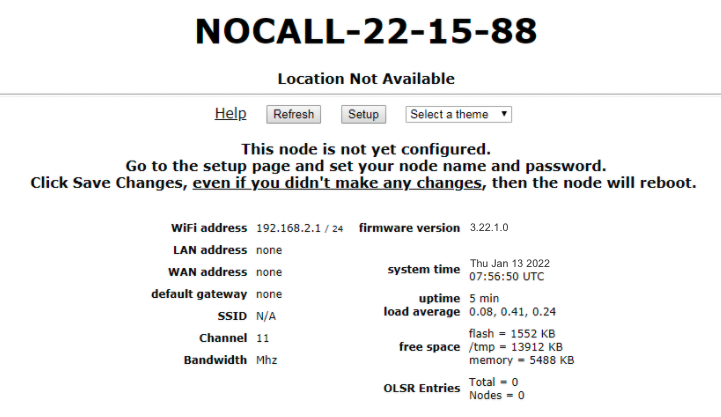 NOCALL-22-15-88
Location Not Available
Help Refresh Setup Select a theme
This node is not yet configured.
Go to the setup page and set your node name and password.
Click Save Changes, even if you didn't make any changes, then the node will reboot.
WiFi address 192.168.2.1 / 24
LAN address none
WAN address none
default gateway none
SSID N/A
Channel 11
Bandwidth Mhz
firmware version 3.22.1.0
system time Thu Jan 13 2022
07:56:50 UTC
uptime 5 min
load average 0.08, 0.41, 0.24
free space flash = 1552 KB
/tmp = 13912 KB
memory = 5488 KB
OLSR Entries Total = 0
Nodes = 0